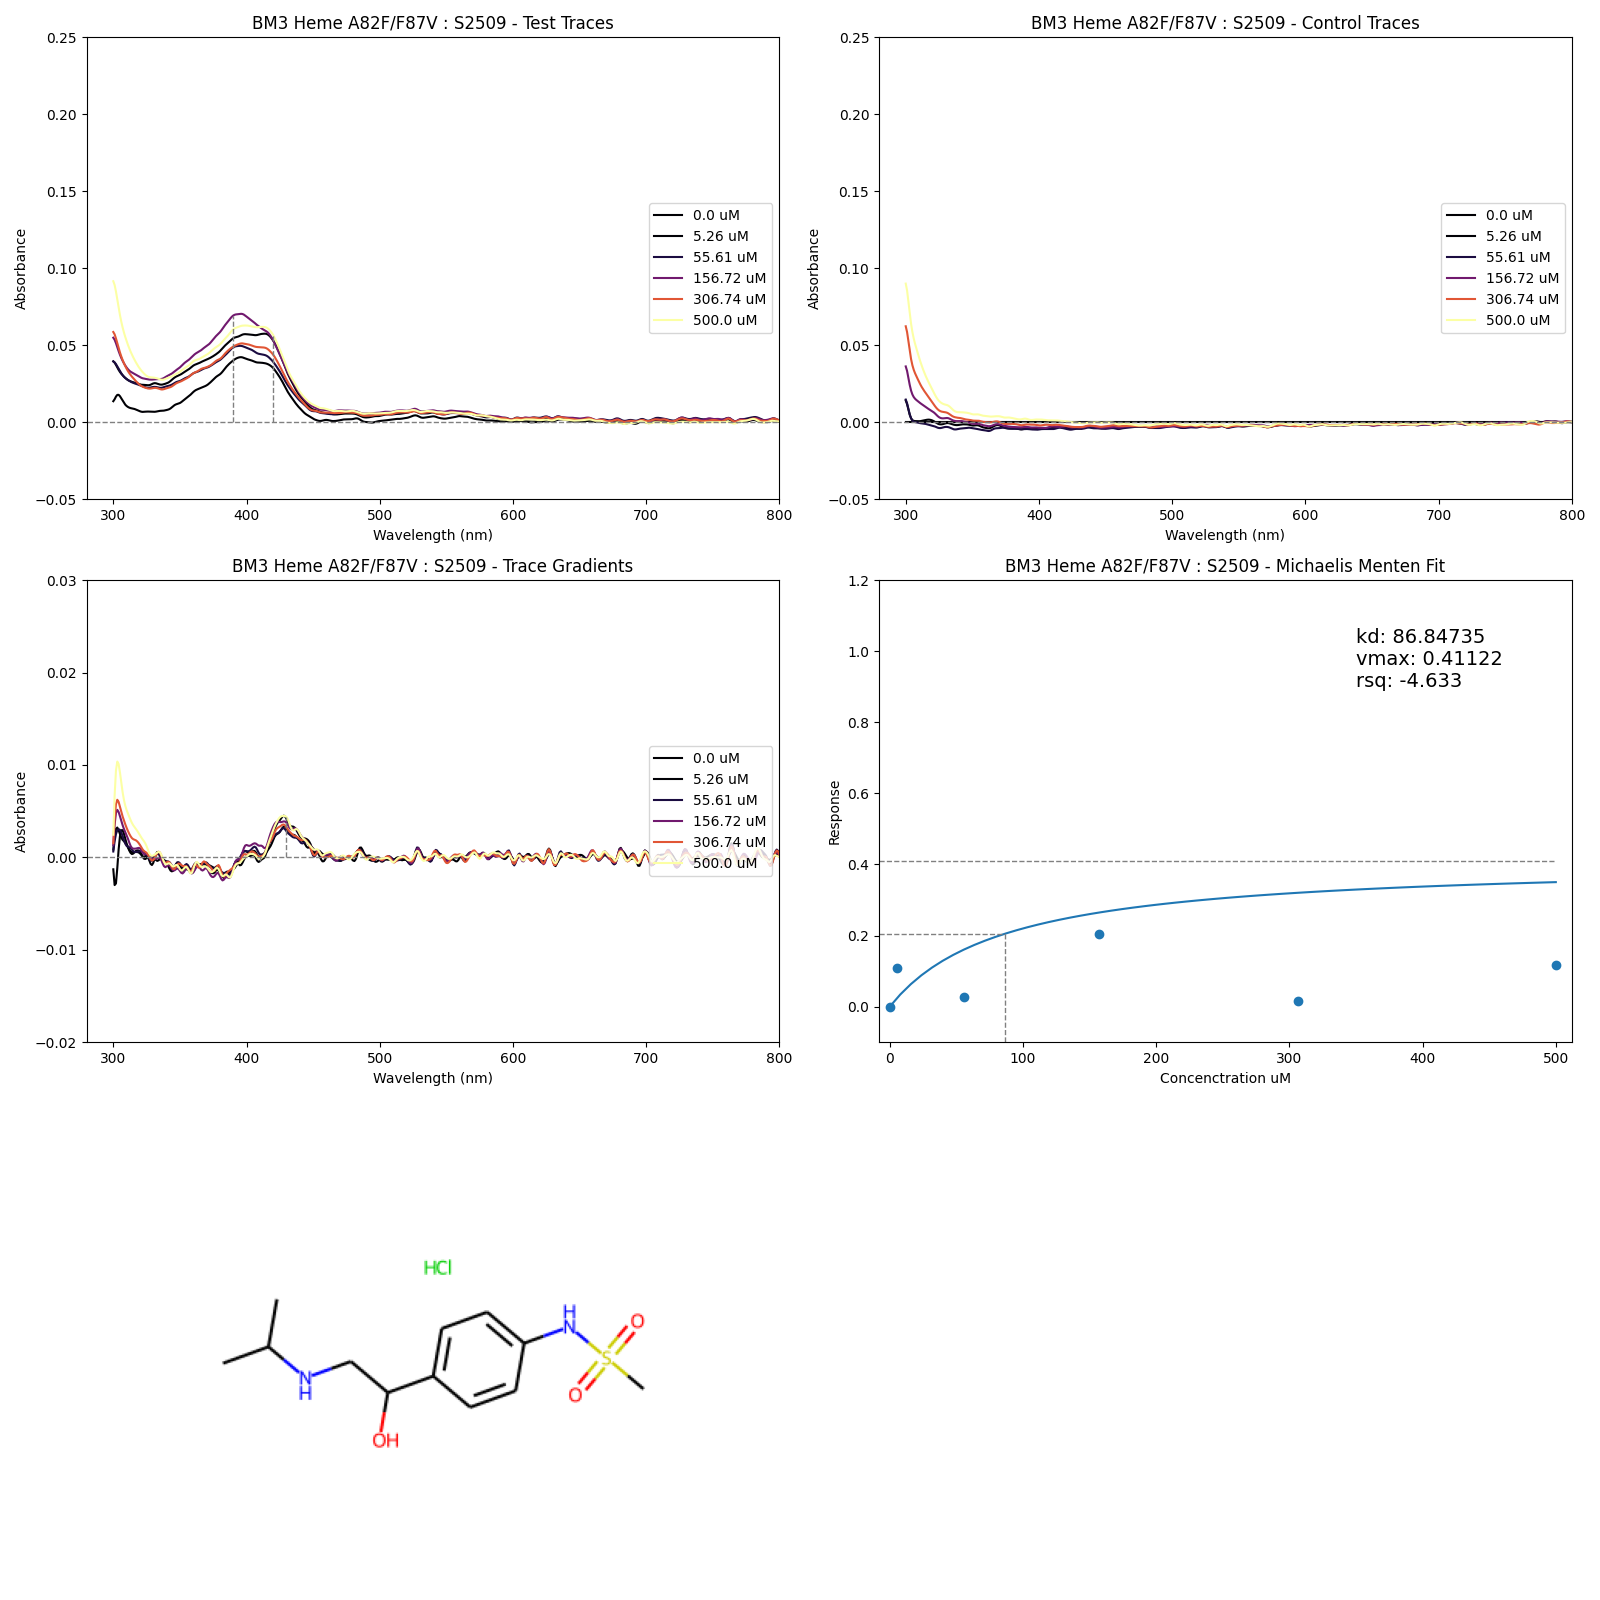 BM3 Heme A82F/F87V : S2509 - Test Traces
0.25
0.20
0.15
0.10
0.05
0.00
−0.05
Absorbance
300
400
500
600
700
800
Wavelength (nm)
0.0 uM
5.26 uM
55.61 uM
156.72 uM
306.74 uM
500.0 uM
BM3 Heme A82F/F87V : S2509 - Control Traces
0.25
0.20
0.15
0.10
0.05
0.00
−0.05
Absorbance
300
400
500
600
700
800
Wavelength (nm)
0.0 uM
5.26 uM
55.61 uM
156.72 uM
306.74 uM
500.0 uM
BM3 Heme A82F/F87V : S2509 - Trace Gradients
0.03
0.02
0.01
0.00
−0.01
−0.02
Absorbance
300
400
500
600
700
800
Wavelength (nm)
0.0 uM
5.26 uM
55.61 uM
156.72 uM
306.74 uM
500.0 uM
BM3 Heme A82F/F87V : S2509 - Michaelis Menten Fit
1.2
1.0
0.8
0.6
0.4
0.2
0.0
Response
0
100
200
300
400
500
Concenctration uM
kd: 86.84735
vmax: 0.41122
rsq: -4.633
HCl
H
N
O
S
O
N
H
OH